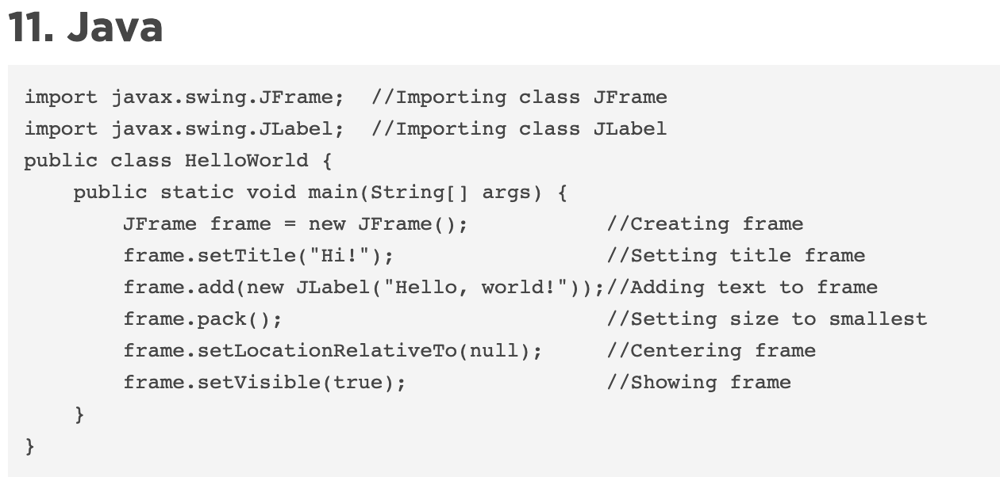 11. Java
import javax.swing.JFrame;  //Importing class JFrame
import javax.swing.JLabel;  //Importing class JLabel
public class HelloWorld {
    public static void main(String[] args) {
        JFrame frame = new JFrame();           //Creating frame
        frame.setTitle("Hi!");                 //Setting title frame
        frame.add(new JLabel("Hello, world!"));//Adding text to frame
        frame.pack();                          //Setting size to smallest
        frame.setLocationRelativeTo(null);     //Centering frame
        frame.setVisible(true);                //Showing frame
    }
}